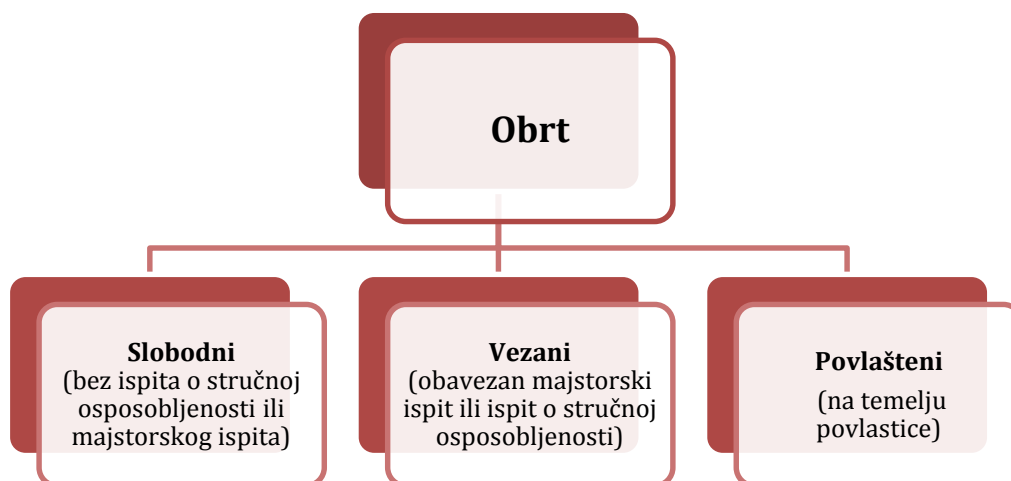 Obrt
Slobodni
(bez ispita o stručnoj
osposobljenosti ili
majstorskog ispita)
Vezani
(obavezan majstorski
ispit ili ispit o stručnoj
osposobljenosti)
Povlašteni
(na temelju
povlastice)